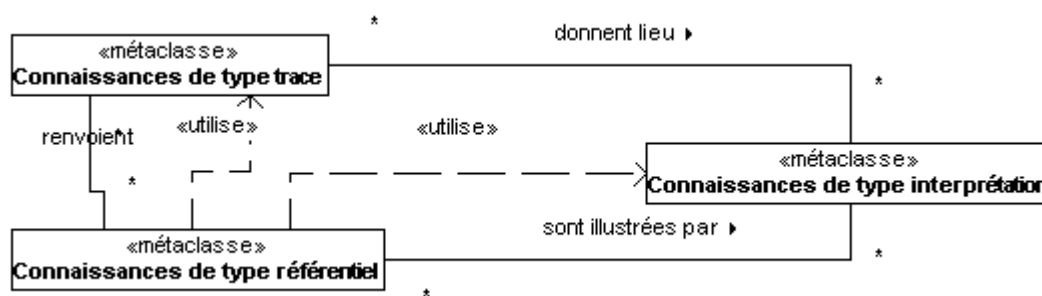 *
donnent lieu
«métaclasse»
Connaissances de type trace
*
renvoient
*
«utilise»
«utilise»
«métaclasse»
Connaissances de type interprétation
*
sont illustrées par
«métaclasse»
Connaissances de type référentiel
*
*